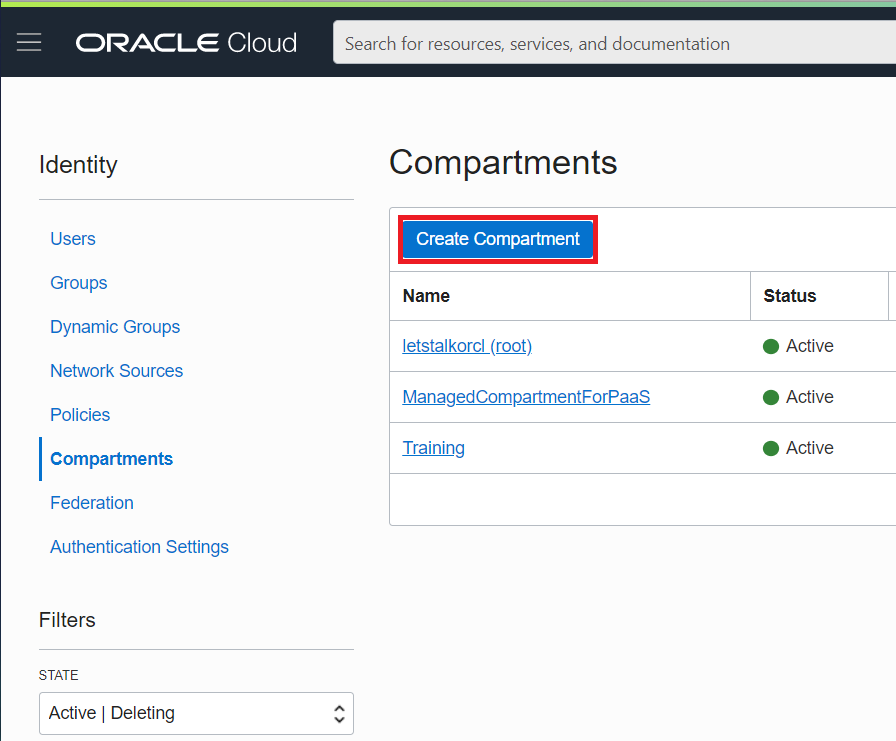 ORACLE Cloud
Search for resources, services, and documentation
Identity
Users
Groups
Dynamic Groups
Network Sources
Policies
Compartments
Federation
Authentication Settings
Filters
STATE
Active | Deleting
Compartments
Create Compartment
Name Status
letstalkorcl (root) Active
ManagedCompartmentForPaaS Active
Training Active